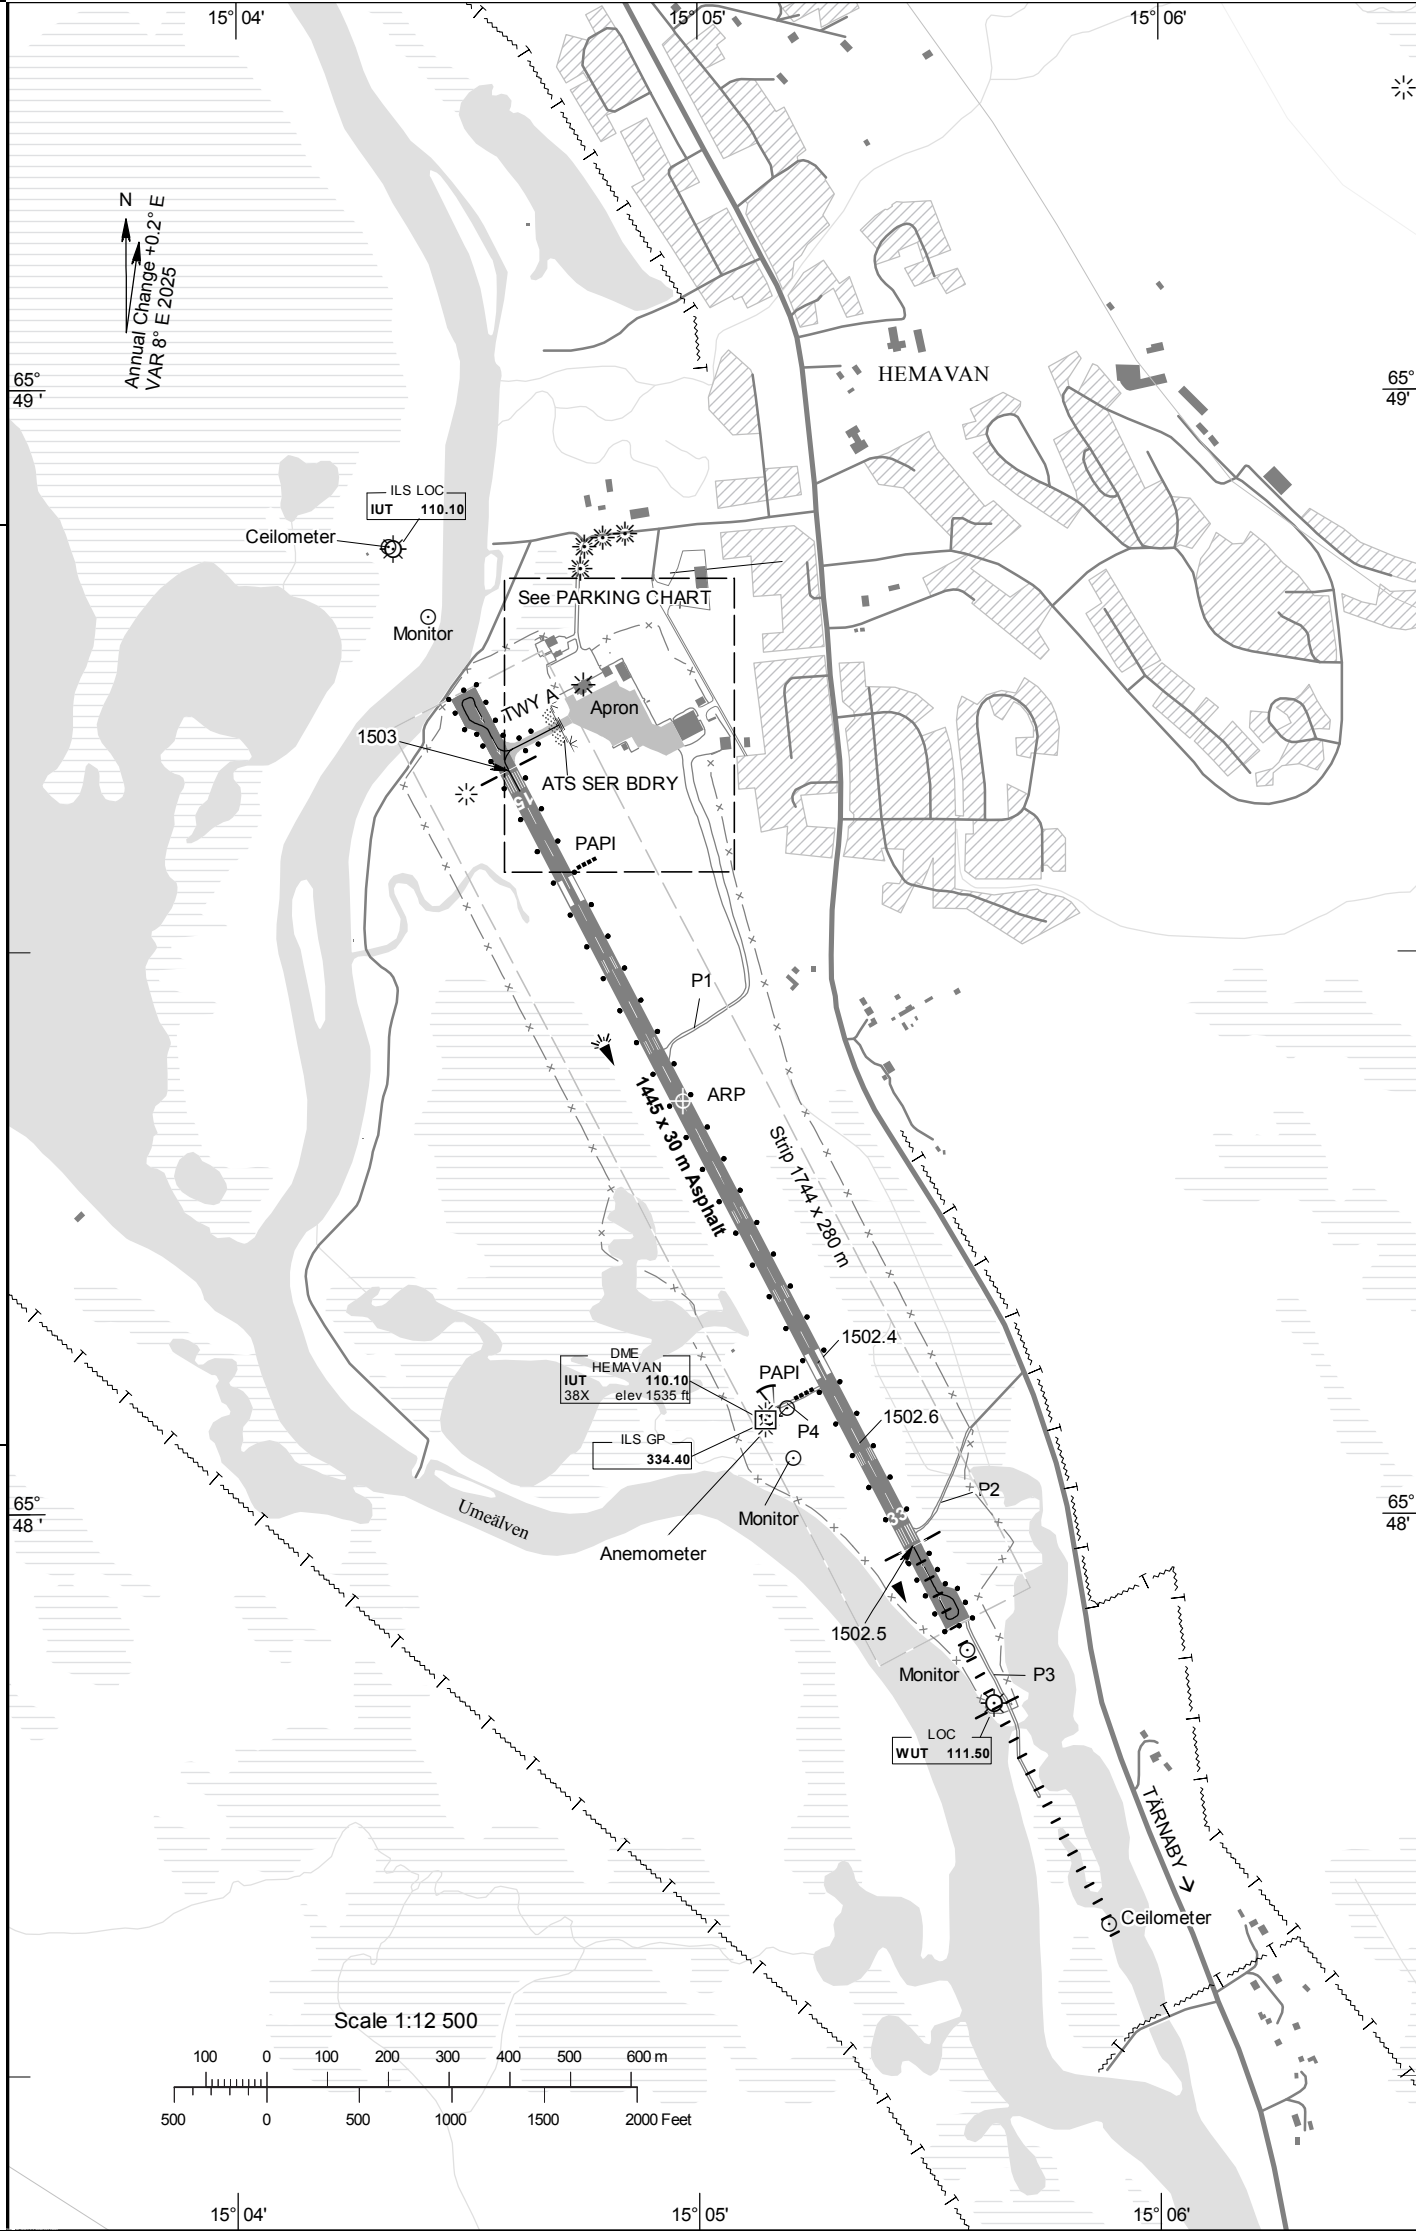 15° 04'
15° 05'
15° 06'
N
Annual Change +0.2° E
VAR 8° E 2025
65°
49'
65°
49'
HEMAVAN
ILS LOC
IUT 110.10
Ceilometer
Monitor
See PARKING CHART
TWY A
Apron
1503
ATS SER BDRY
15
PAPI
P1
ARP
1445 x 30 m Asphalt
Strip 1744 x 280 m
1502.4
DME
HEMAVAN
IUT 110.10
38X elev 1535 ft
PAPI
P4
1502.6
ILS GP
334.40
P2
Monitor
33
65°
48'
65°
48'
Umeälven
Anemometer
1502.5
Monitor
P3
LOC
WUT 111.50
TÄRNABY
Ceilometer
Scale 1:12 500
100 0 100 200 300 400 500 600 m
500 0 500 1000 1500 2000 Feet
15° 04'
15° 05'
15° 06'